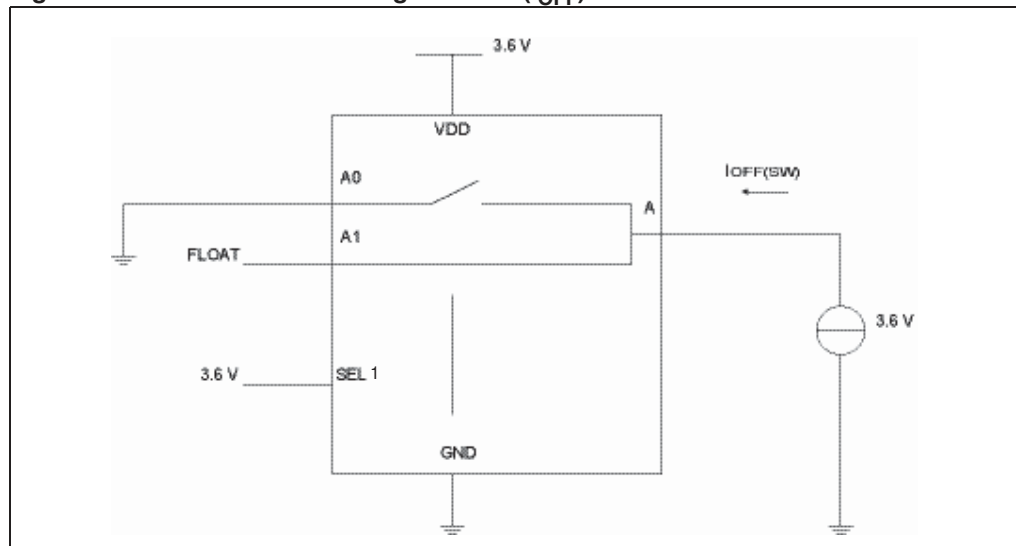 3.6 V
VDD
A0
IOFF(SW)
A
A1
FLOAT
3.6 V
3.6 V
SEL 1
GND